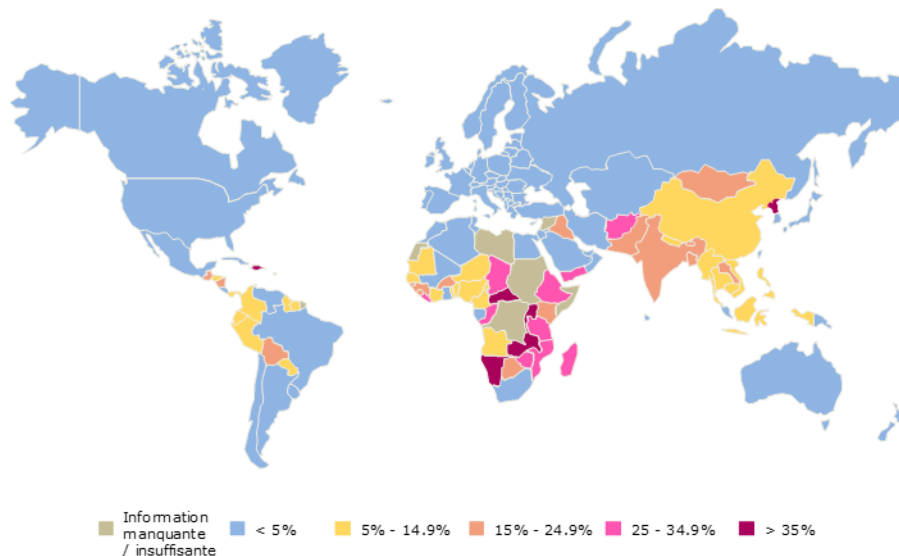 Information
manquante
/ insuffisante
< 5%
5% - 14.9%
15% - 24.9%
25 - 34.9%
> 35%